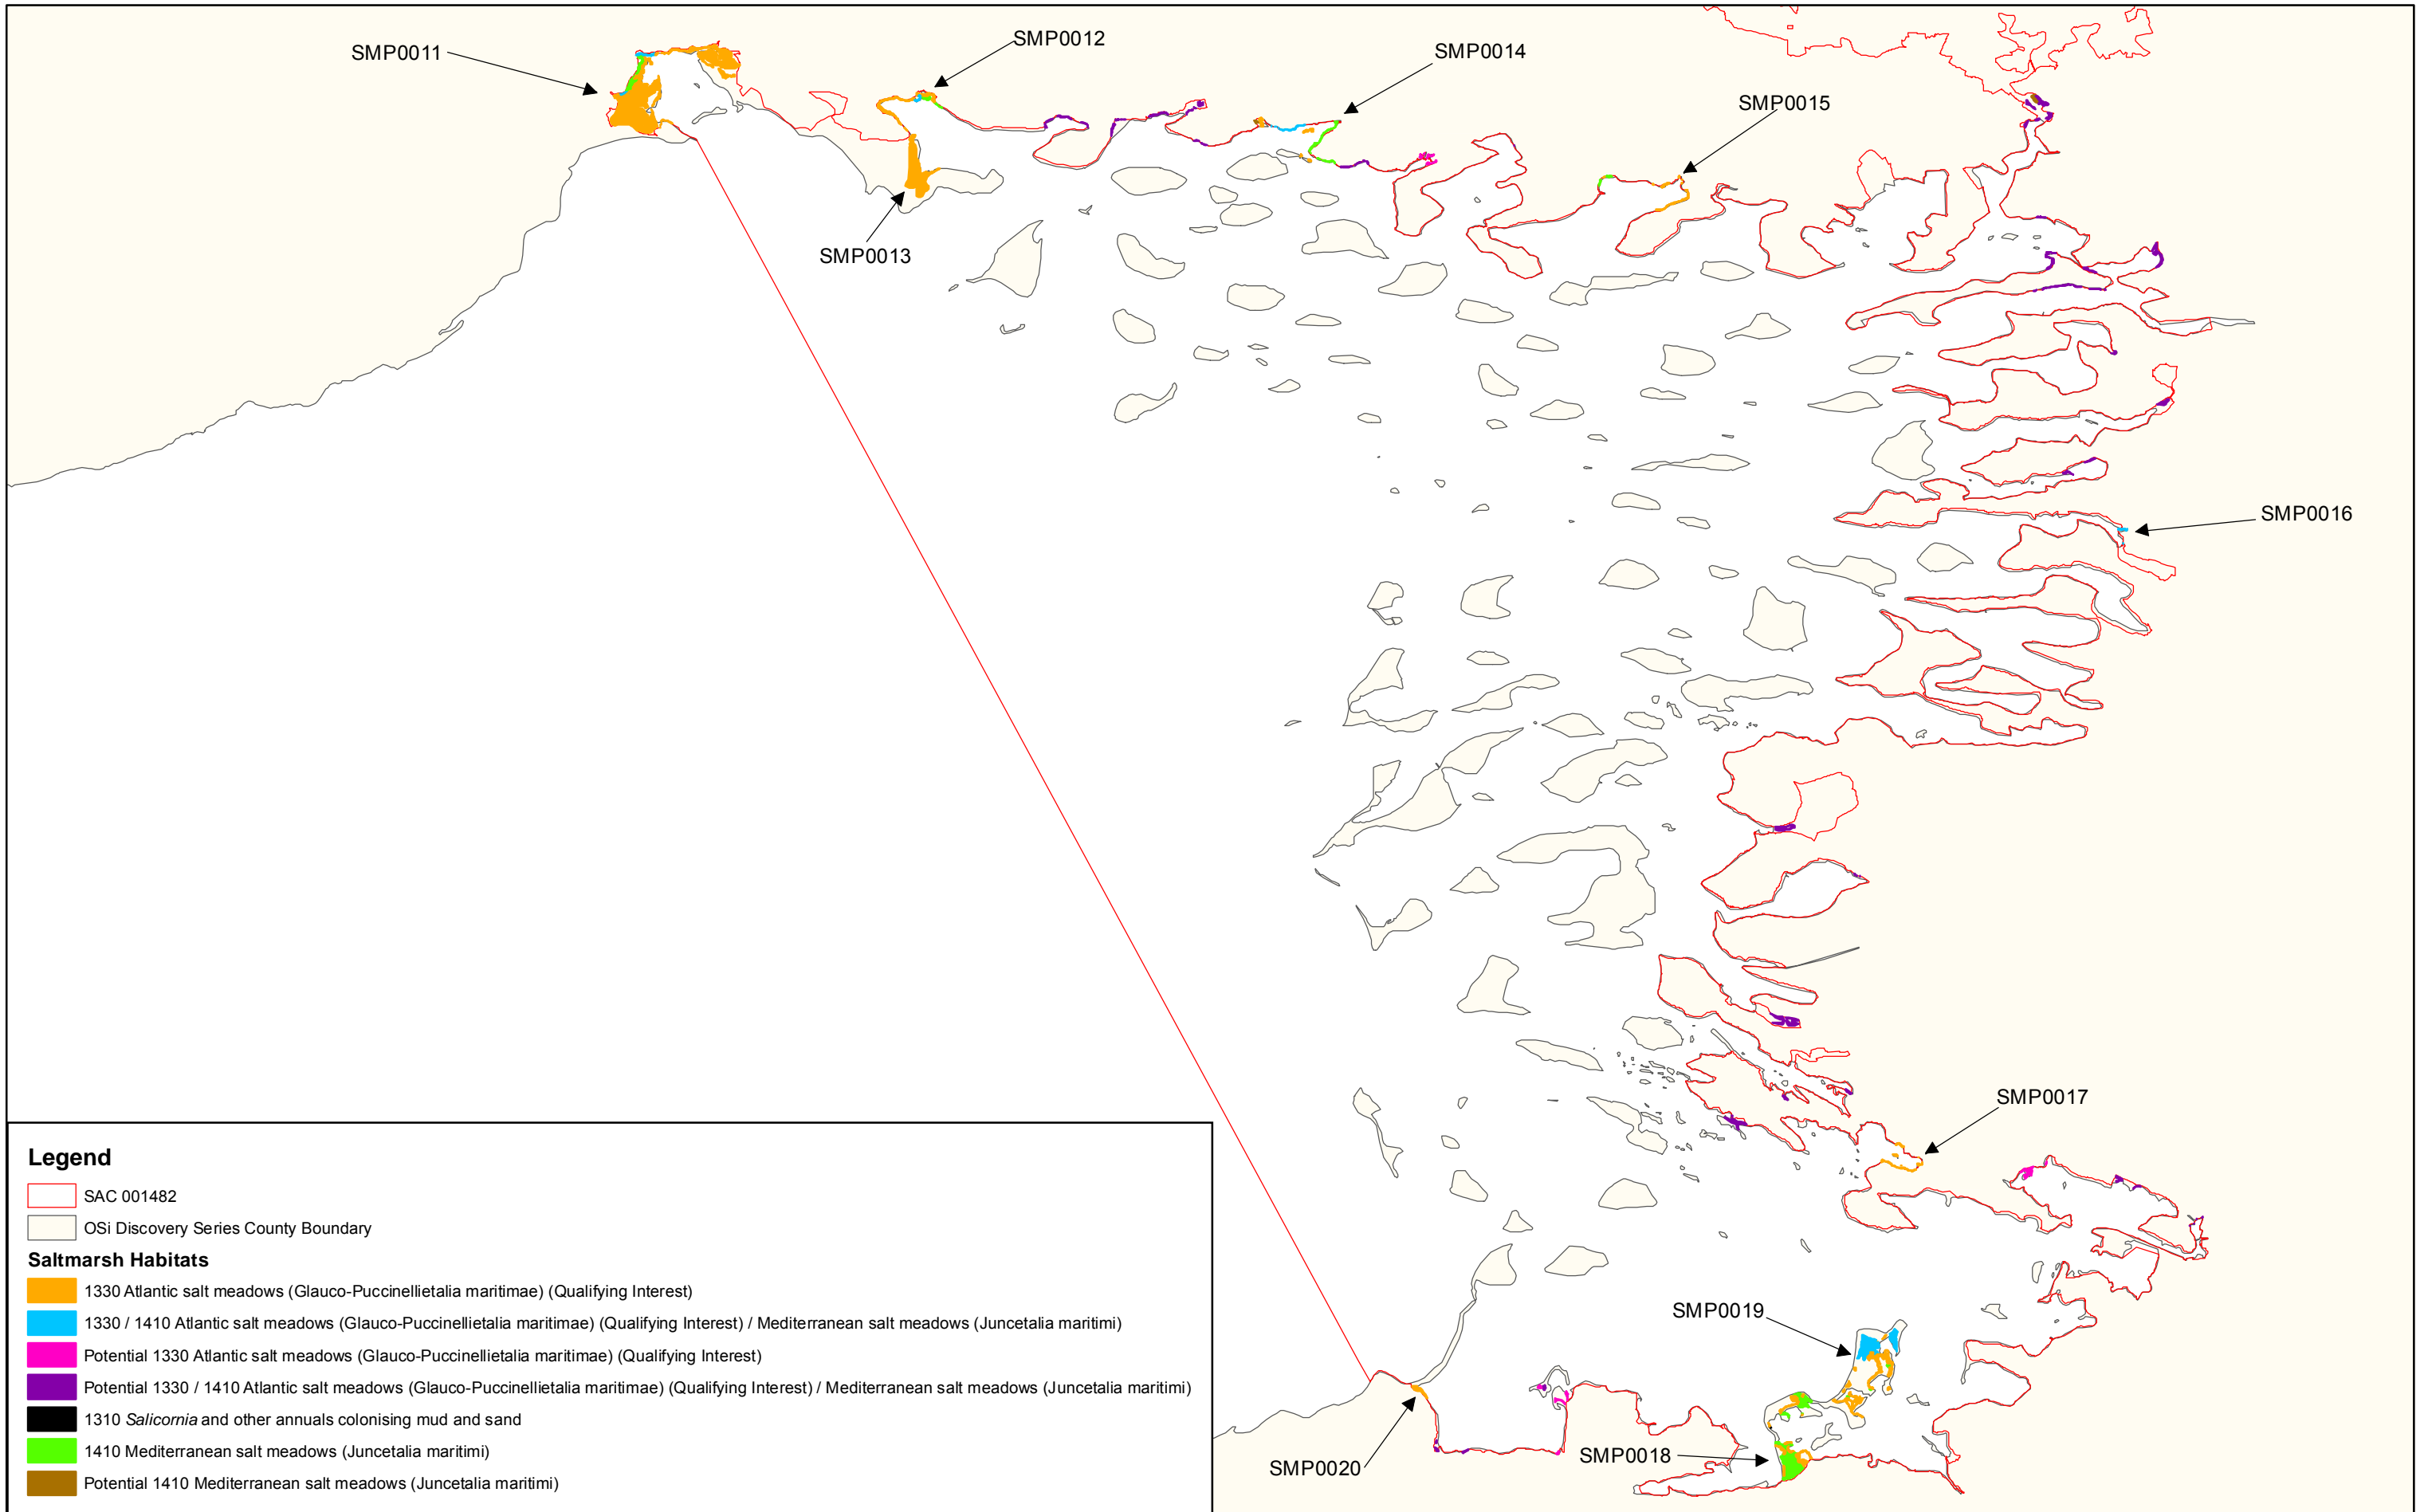 SMP0011
SMP0012
SMP0014
SMP0015
SMP0013
SMP0016
SMP0017
SMP0019
SMP0018
SMP0020
Legend
SAC 001482
OSi Discovery Series County Boundary
Saltmarsh Habitats
1330 Atlantic salt meadows (Glauco-Puccinellietalia maritimae) (Qualifying Interest)
1330 / 1410 Atlantic salt meadows (Glauco-Puccinellietalia maritimae) (Qualifying Interest) / Mediterranean salt meadows (Juncetalia maritimi)
Potential 1330 Atlantic salt meadows (Glauco-Puccinellietalia maritimae) (Qualifying Interest)
Potential 1330 / 1410 Atlantic salt meadows (Glauco-Puccinellietalia maritimae) (Qualifying Interest) / Mediterranean salt meadows (Juncetalia maritimi)
1310 Salicornia and other annuals colonising mud and sand
1410 Mediterranean salt meadows (Juncetalia maritimi)
Potential 1410 Mediterranean salt meadows (Juncetalia maritimi)